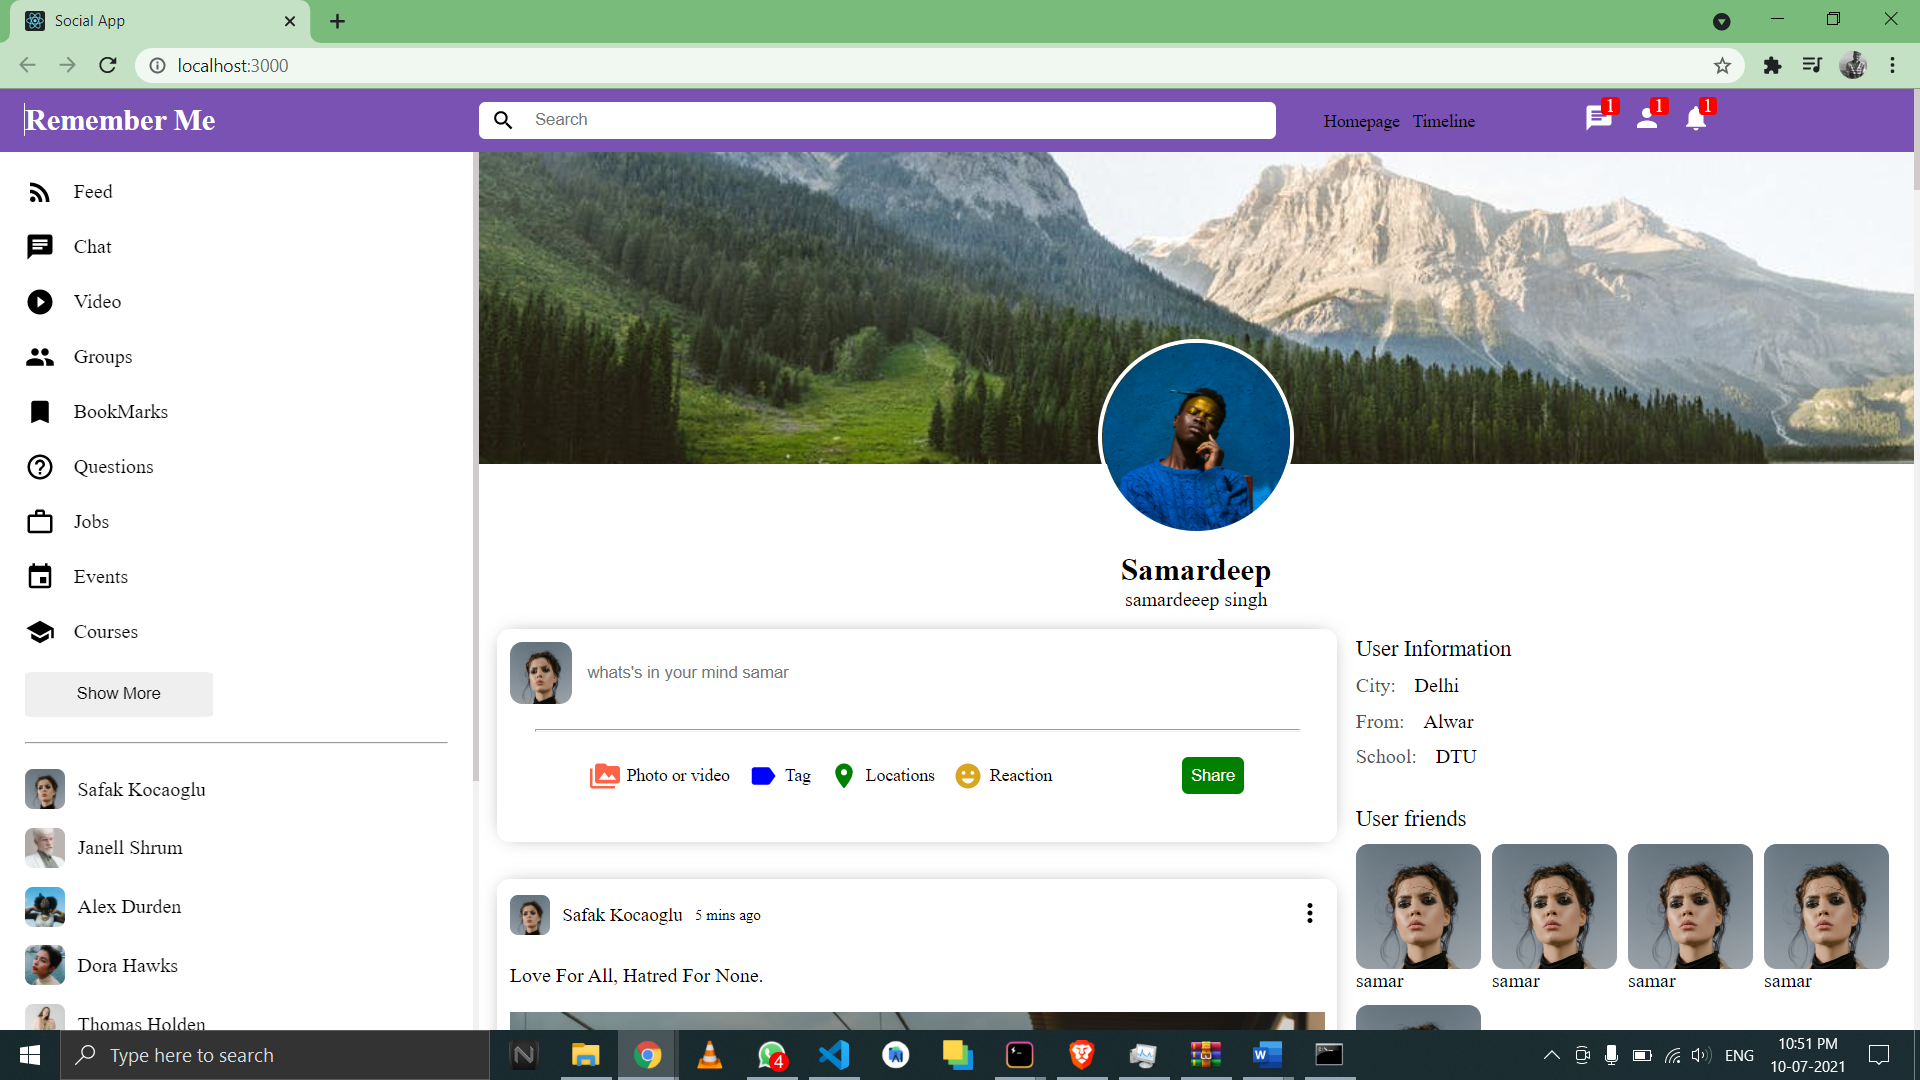 Social App
localhost:3000
Remember Me
Search
Homepage Timeline
1 1 1
Feed
Chat
Video
Groups
BookMarks
Questions
Jobs
Events
Courses
Show More
Safak Kocaoglu
Janell Shrum
Alex Durden
Dora Hawks
Thomas Holden
Samardeep
samardeeep singh
whats's in your mind samar
Photo or video Tag Locations Reaction Share
Safak Kocaoglu 5 mins ago
Love For All, Hatred For None.
User Information
City: Delhi
From: Alwar
School: DTU
User friends
samar samar samar samar
Type here to search
4
ENG
10:51 PM
10-07-2021